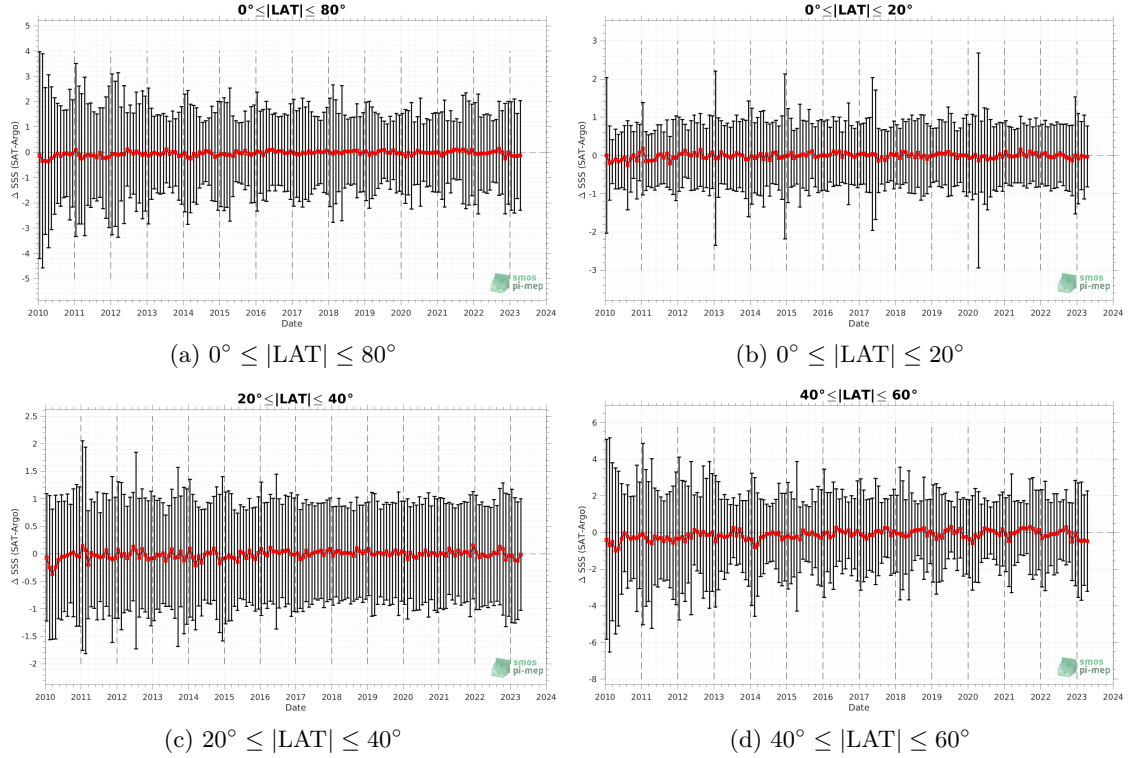 0°≤|LAT|≤ 80°
Δ SSS (SAT-Argo)
5
4
3
2
1
0
-1
-2
-3
-4
-5
2010 2011 2012 2013 2014 2015 2016 2017 2018 2019 2020 2021 2022 2023 2024
Date
smos
pi-mep
(a) 0° ≤ |LAT| ≤ 80°
0°≤|LAT|≤ 20°
Δ SSS (SAT-Argo)
3
2
1
0
-1
-2
-3
2010 2011 2012 2013 2014 2015 2016 2017 2018 2019 2020 2021 2022 2023 2024
Date
smos
pi-mep
(b) 0° ≤ |LAT| ≤ 20°
20°≤|LAT|≤ 40°
Δ SSS (SAT-Argo)
2.5
2
1.5
1
0.5
0
-0.5
-1
-1.5
-2
2010 2011 2012 2013 2014 2015 2016 2017 2018 2019 2020 2021 2022 2023 2024
Date
smos
pi-mep
(c) 20° ≤ |LAT| ≤ 40°
40°≤|LAT|≤ 60°
Δ SSS (SAT-Argo)
6
4
2
0
-2
-4
-6
-8
2010 2011 2012 2013 2014 2015 2016 2017 2018 2019 2020 2021 2022 2023 2024
Date
smos
pi-mep
(d) 40° ≤ |LAT| ≤ 60°